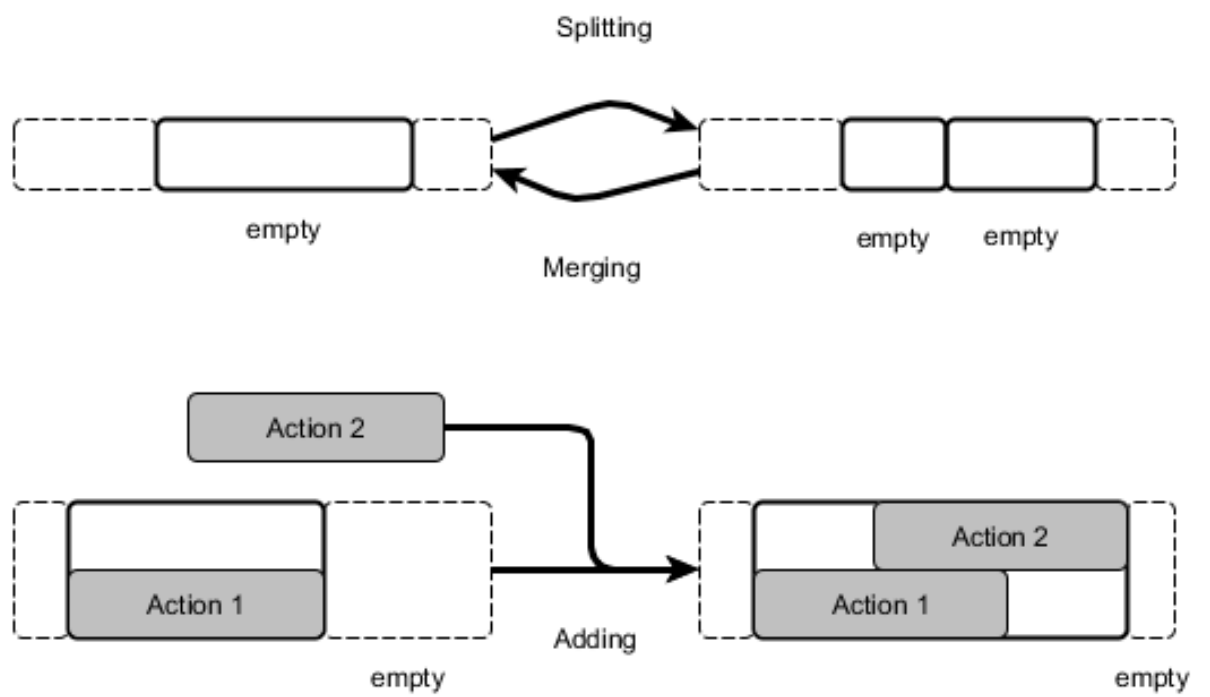 Splitting
empty
empty
empty
Merging
Action 2
Action 2
Action 1
Action 1
Adding
empty
empty